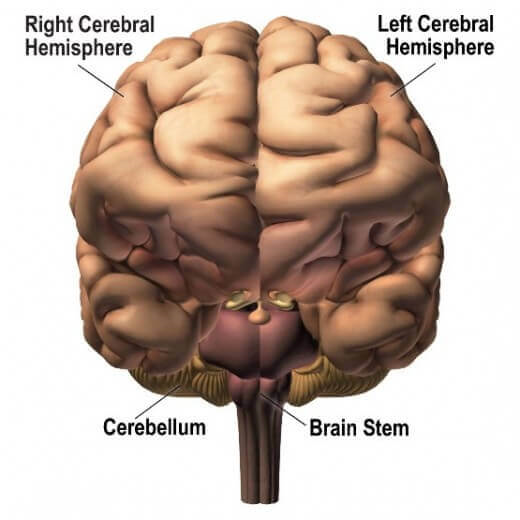 Right Cerebral
Hemisphere
Left Cerebral
Hemisphere
Cerebellum
Brain Stem